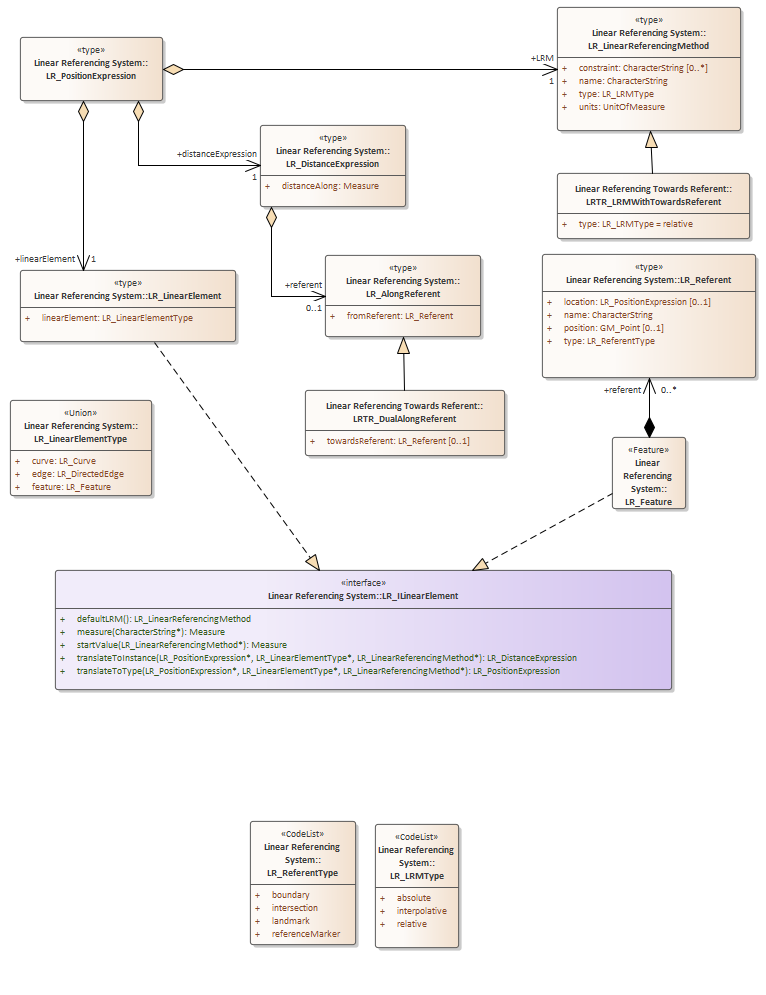 «type»
Linear Referencing System::
LR_PositionExpression
«type»
Linear Referencing System::
LR_LinearReferencingMethod
+ constraint: CharacterString [0..*]
+ name: CharacterString
+ type: LR_LRMType
+ units: UnitOfMeasure
+LRM
1
+distanceExpression
1
«type»
Linear Referencing System::
LR_DistanceExpression
+ distanceAlong: Measure
Linear Referencing Towards Referent::
LRTR_LRMWithTowardsReferent
+ type: LR_LRMType = relative
+linearElement
1
«type»
Linear Referencing System::LR_LinearElement
+ linearElement: LR_LinearElementType
+referent
0..1
«type»
Linear Referencing System::
LR_AlongReferent
+ fromReferent: LR_Referent
«type»
Linear Referencing System::LR_Referent
+ location: LR_PositionExpression [0..1]
+ name: CharacterString
+ position: GM_Point [0..1]
+ type: LR_ReferentType
+referent
0..*
«Union»
Linear Referencing System::
LR_LinearElementType
+ curve: LR_Curve
+ edge: LR_DirectedEdge
+ feature: LR_Feature
Linear Referencing Towards Referent::
LRTR_DualAlongReferent
+ towardsReferent: LR_Referent [0..1]
«Feature»
Linear
Referencing
System::
LR_Feature
«interface»
Linear Referencing System::LR_ILinearElement
+ defaultLRM(): LR_LinearReferencingMethod
+ measure(CharacterString*): Measure
+ startValue(LR_LinearReferencingMethod*): Measure
+ translateToInstance(LR_PositionExpression*, LR_LinearElementType*, LR_LinearReferencingMethod*): LR_DistanceExpression
+ translateToType(LR_PositionExpression*, LR_LinearElementType*, LR_LinearReferencingMethod*): LR_PositionExpression
«CodeList»
Linear Referencing
System::
LR_ReferentType
+ boundary
+ intersection
+ landmark
+ referenceMarker
«CodeList»
Linear Referencing
System::
LR_LRMType
+ absolute
+ interpolative
+ relative